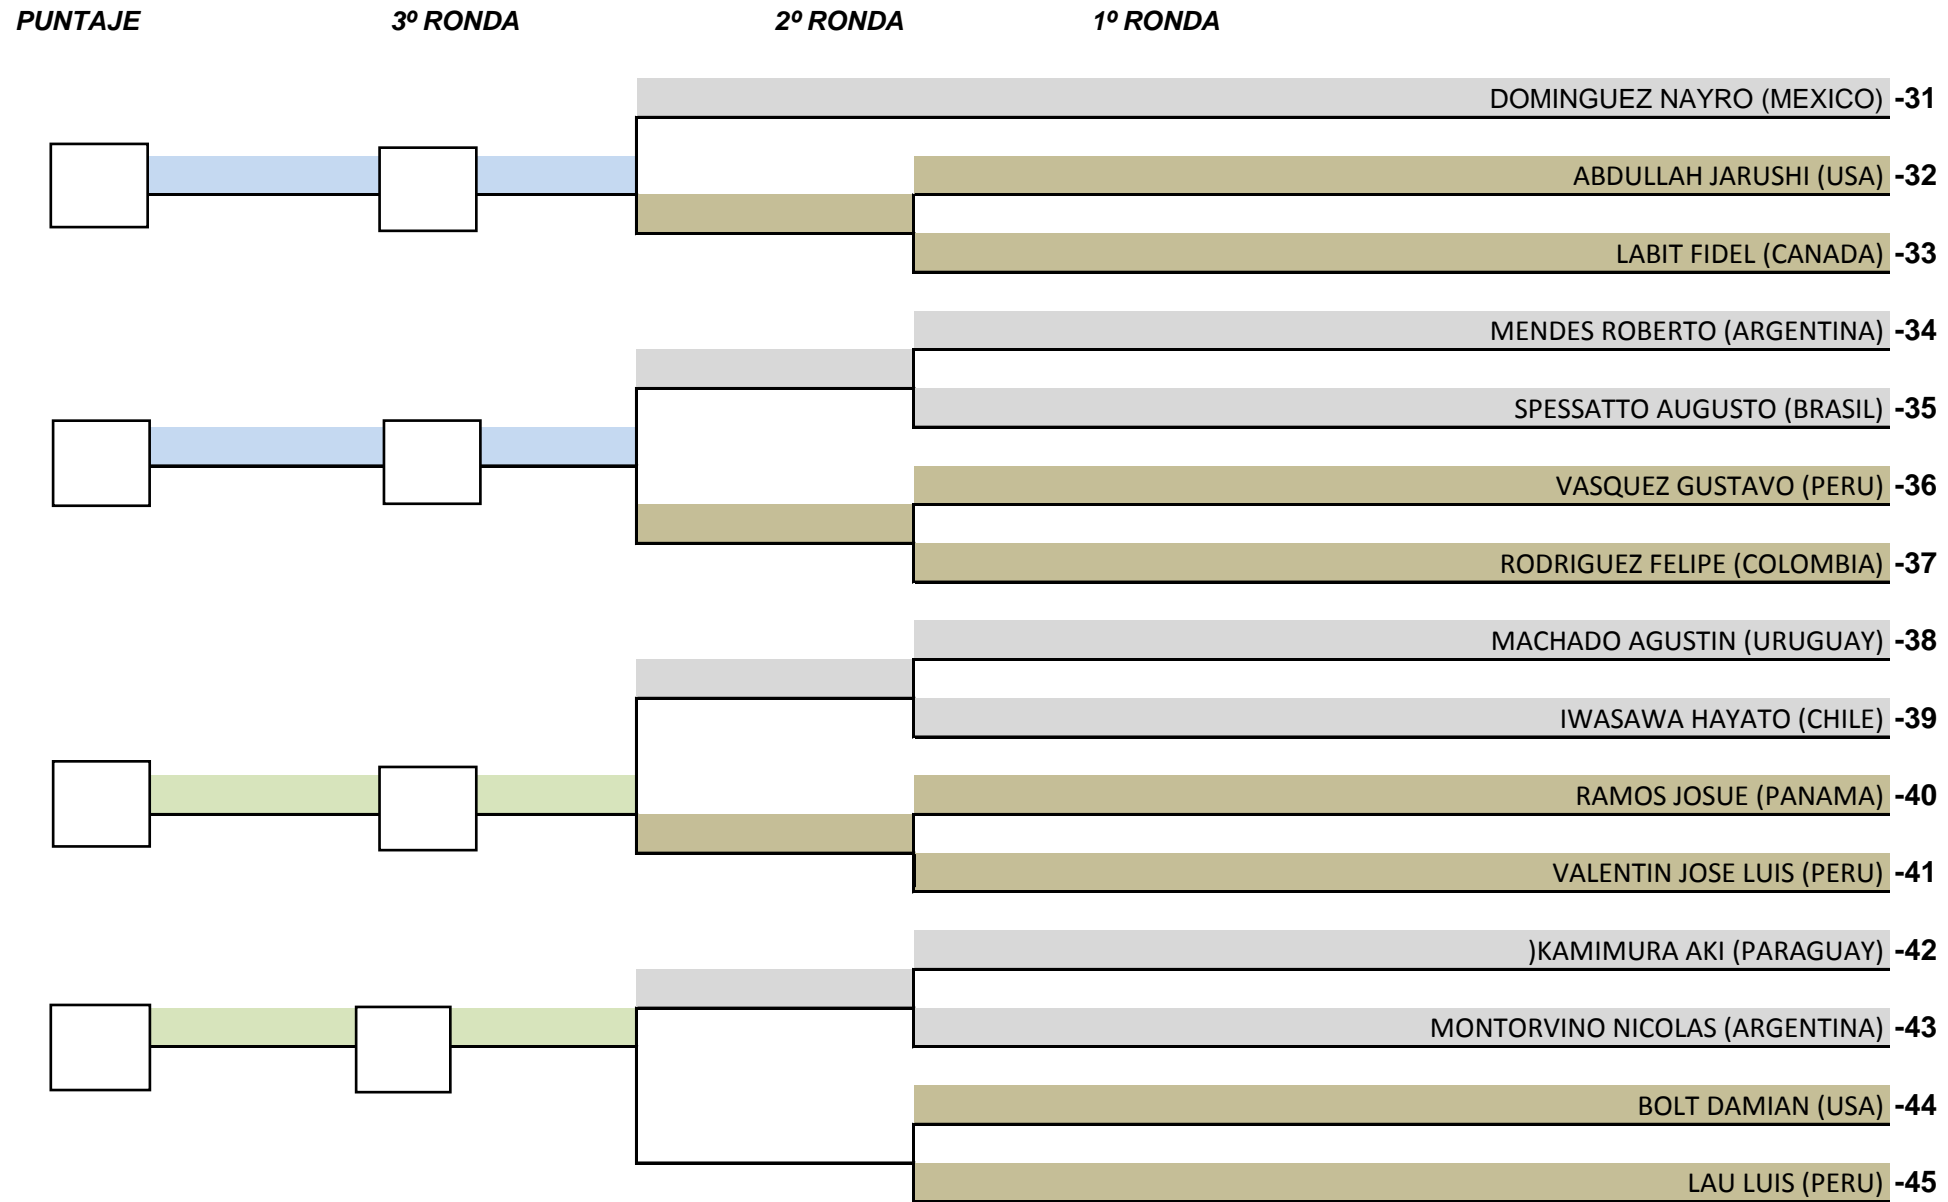 PUNTAJE 3º RONDA 2º RONDA 1º RONDA
DOMINGUEZ NAYRO (MEXICO) -31
ABDULLAH JARUSHI (USA) -32
LABIT FIDEL (CANADA) -33
MENDES ROBERTO (ARGENTINA) -34
SPESSATTO AUGUSTO (BRASIL) -35
VASQUEZ GUSTAVO (PERU) -36
RODRIGUEZ FELIPE (COLOMBIA) -37
MACHADO AGUSTIN (URUGUAY) -38
IWASAWA HAYATO (CHILE) -39
RAMOS JOSUE (PANAMA) -40
VALENTIN JOSE LUIS (PERU) -41
)KAMIMURA AKI (PARAGUAY) -42
MONTORVINO NICOLAS (ARGENTINA) -43
BOLT DAMIAN (USA) -44
LAU LUIS (PERU) -45